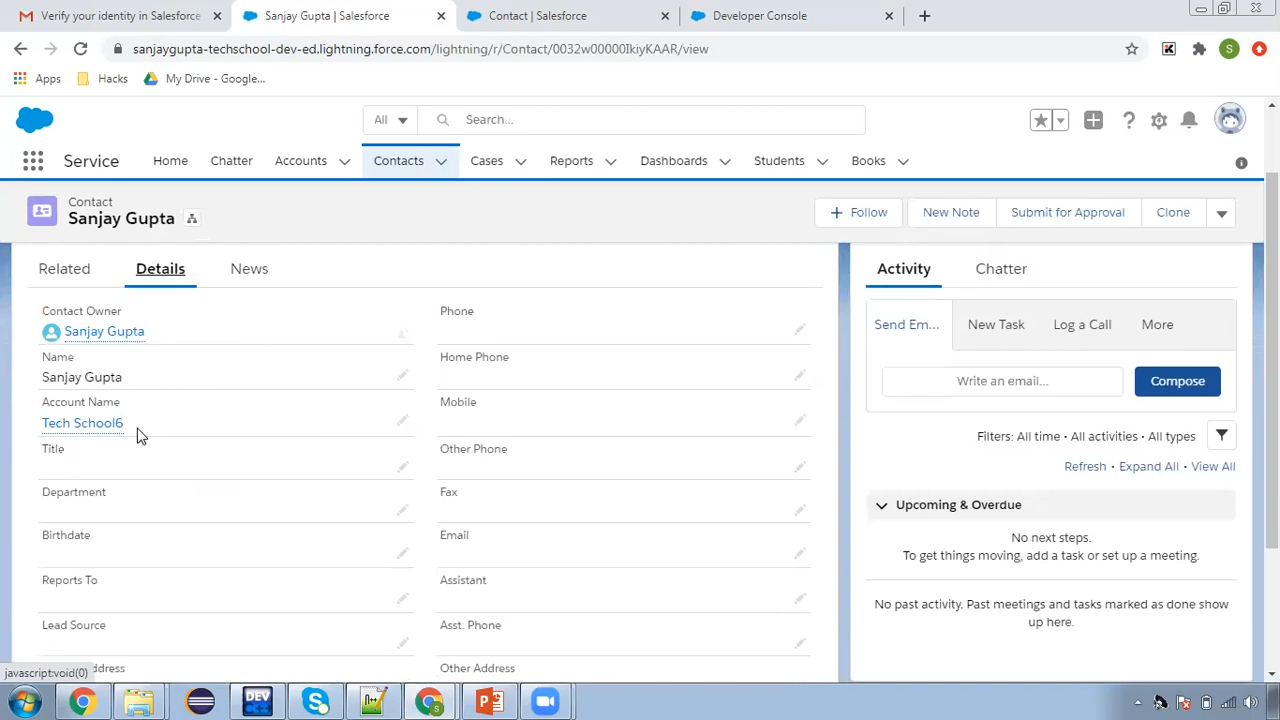 Verify your identity in Salesforce
Sanjay Gupta | Salesforce
Contact | Salesforce
Developer Console
sanjaygupta-techschool-dev-ed.lightning.force.com/lightning/r/Contact/0032w00000IkiyKAAR/view
S
Apps
Hacks
My Drive - Google...
All
Search...
Service
Home
Chatter
Accounts
Contacts
Cases
Reports
Dashboards
Students
Books
Contact
Sanjay Gupta
Follow
New Note
Submit for Approval
Clone
Related
Details
News
Activity
Chatter
Contact Owner
Sanjay Gupta
Phone
Name
Sanjay Gupta
Home Phone
Account Name
Tech School6
Mobile
Title
Other Phone
Department
Fax
Birthdate
Email
Reports To
Assistant
Lead Source
Asst. Phone
ddress
Other Address
Send Em...
New Task
Log a Call
More
Write an email...
Compose
Filters: All time • All activities • All types
Refresh • Expand All • View All
Upcoming & Overdue
No next steps.
To get things moving, add a task or set up a meeting.
No past activity. Past meetings and tasks marked as done show
up here.
javascript:void(0)
DEV